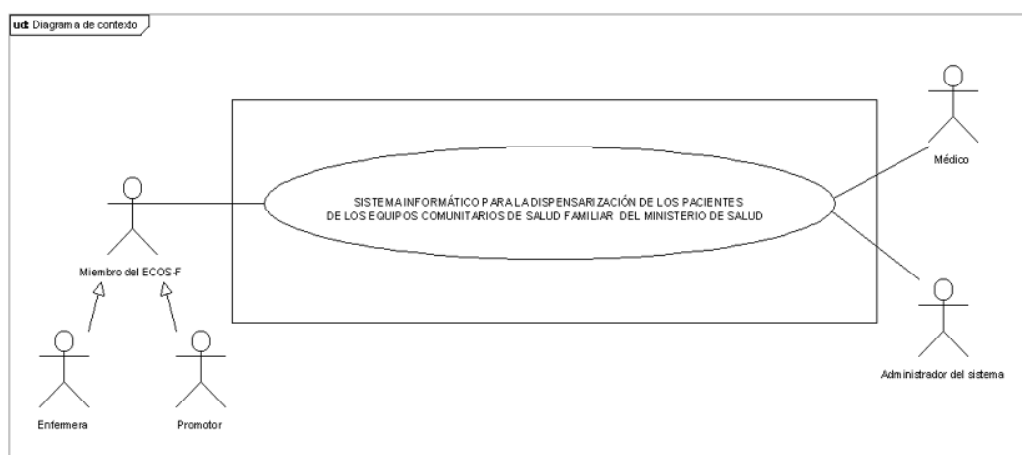 ud: Diagrama de contexto
Médico
SISTEMA INFORMÁTICO PARA LA DISPENSARIZACIÓN DE LOS PACIENTES
DE LOS EQUIPOS COMUNITARIOS DE SALUD FAMILIAR DEL MINISTERIO DE SALUD
Miembro del ECOS-F
Administrador del sistema
Enfermera
Promotor